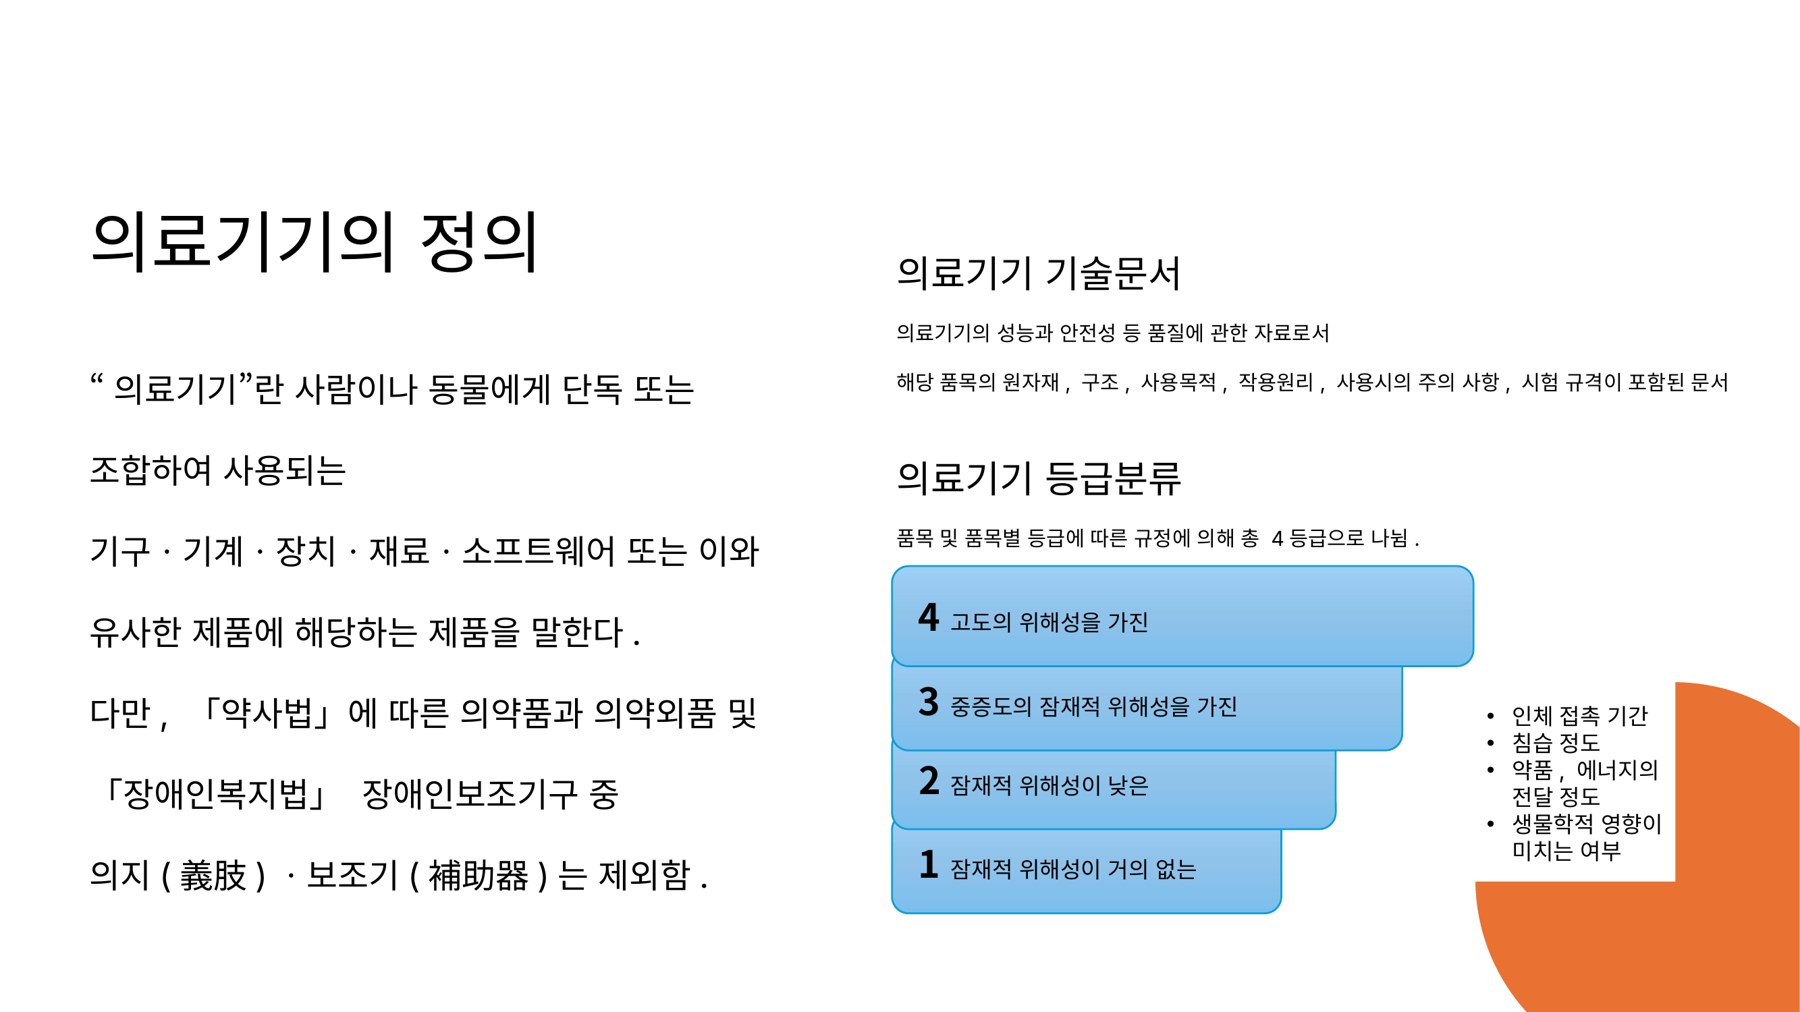 의료기기의 정의
“ 의료기기”란 사람이나 동물에게 단독 또는
조합하여 사용되는
기구 · 기계 · 장치 · 재료 · 소프트웨어 또는 이와
유사한 제품에 해당하는 제품을 말한다 .
다만 , 「약사법」에 따른 의약품과 의약외품 및
「장애인복지법」 장애인보조기구 중
의지 ( 義肢 ) · 보조기 ( 補助器 ) 는 제외함 .
의료기기 기술문서
의료기기의 성능과 안전성 등 품질에 관한 자료로서
해당 품목의 원자재 , 구조 , 사용목적 , 작용원리 , 사용시의 주의 사항 , 시험 규격이 포함된 문서
의료기기 등급분류
품목 및 품목별 등급에 따른 규정에 의해 총 4 등급으로 나뉨 .
4 고도의 위해성을 가진
3 중증도의 잠재적 위해성을 가진
2 잠재적 위해성이 낮은
1 잠재적 위해성이 거의 없는
• 인체 접촉 기간
• 침습 정도
• 약품 , 에너지의
전달 정도
• 생물학적 영향이
미치는 여부